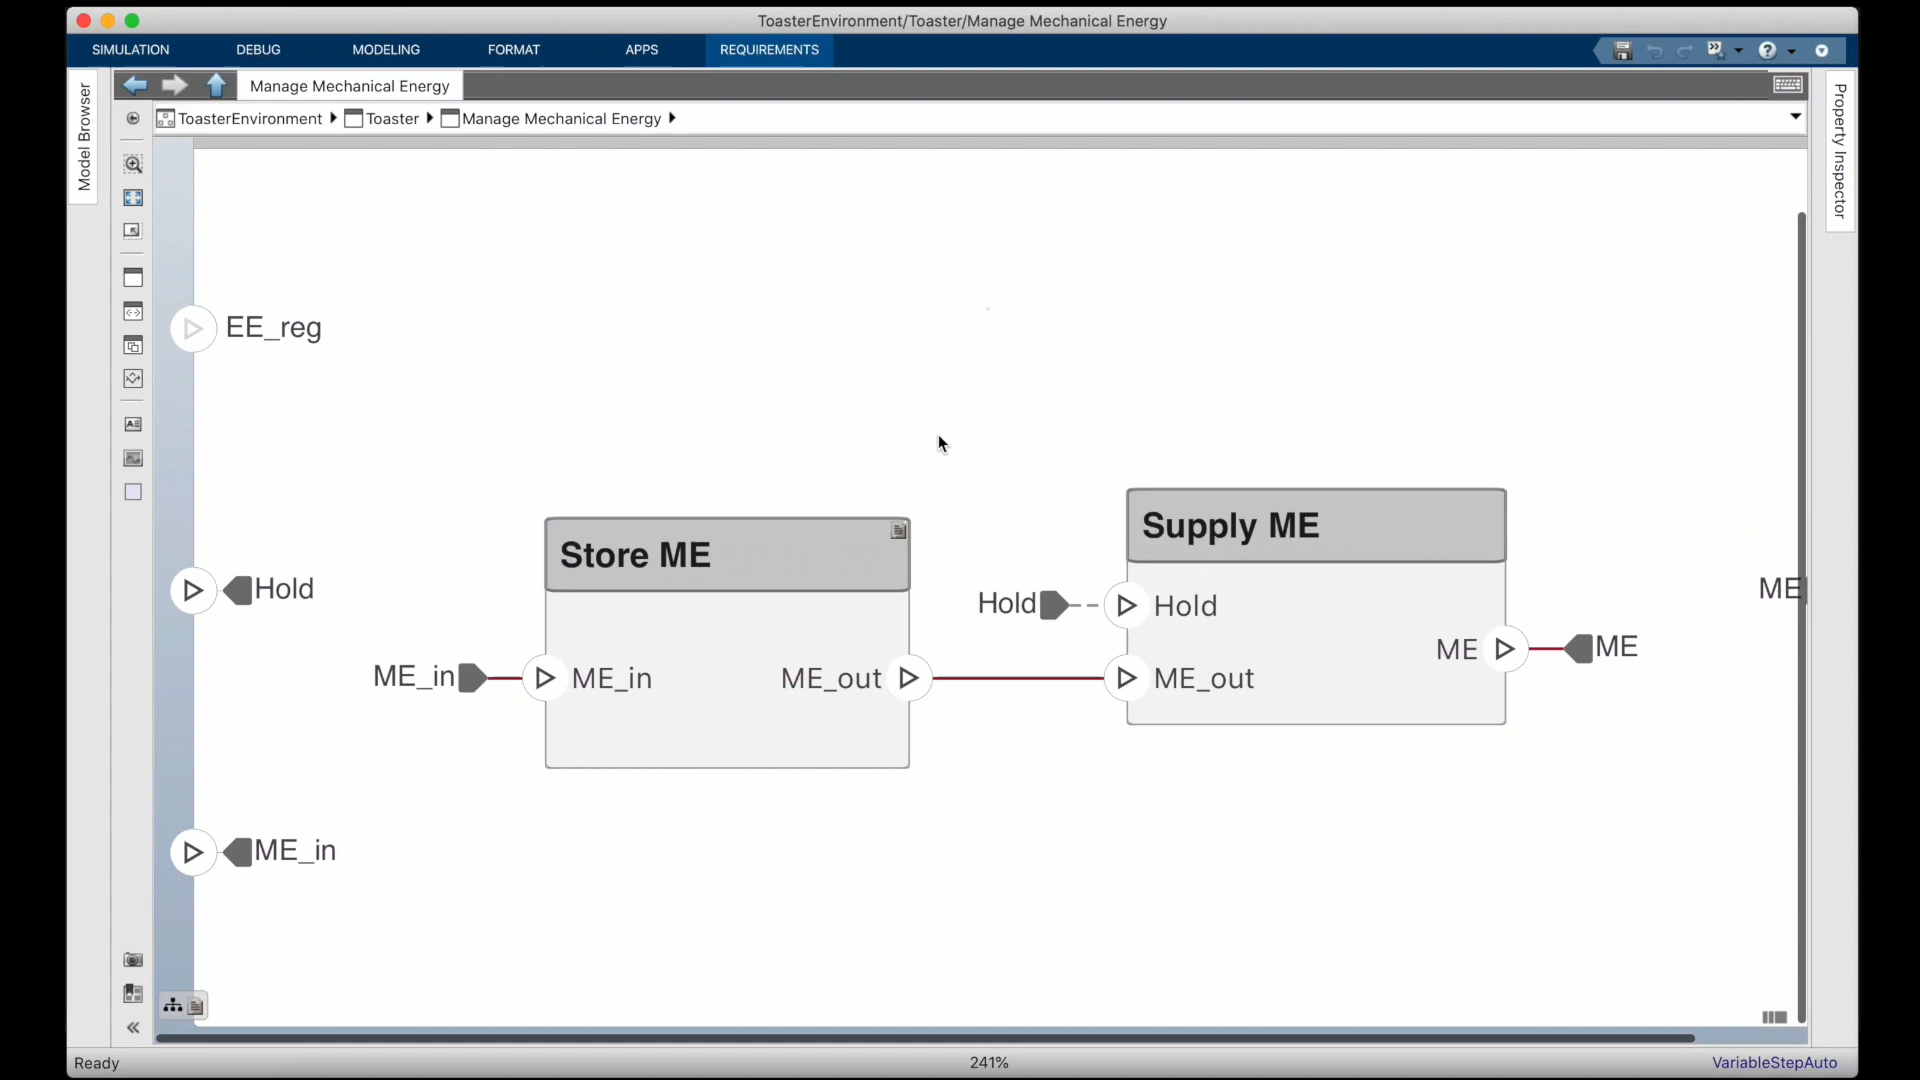 ToasterEnvironment/Toaster/Manage Mechanical Energy
SIMULATION DEBUG MODELING FORMAT APPS REQUIREMENTS
Manage Mechanical Energy
ToasterEnvironment Toaster Manage Mechanical Energy
Model Browser
Property Inspector
EE_reg
Supply ME
Store ME
Hold
Hold
Hold
ME
ME_in
ME_in
ME_out
ME_out
ME
ME
ME_in
Ready
241%
VariableStepAuto